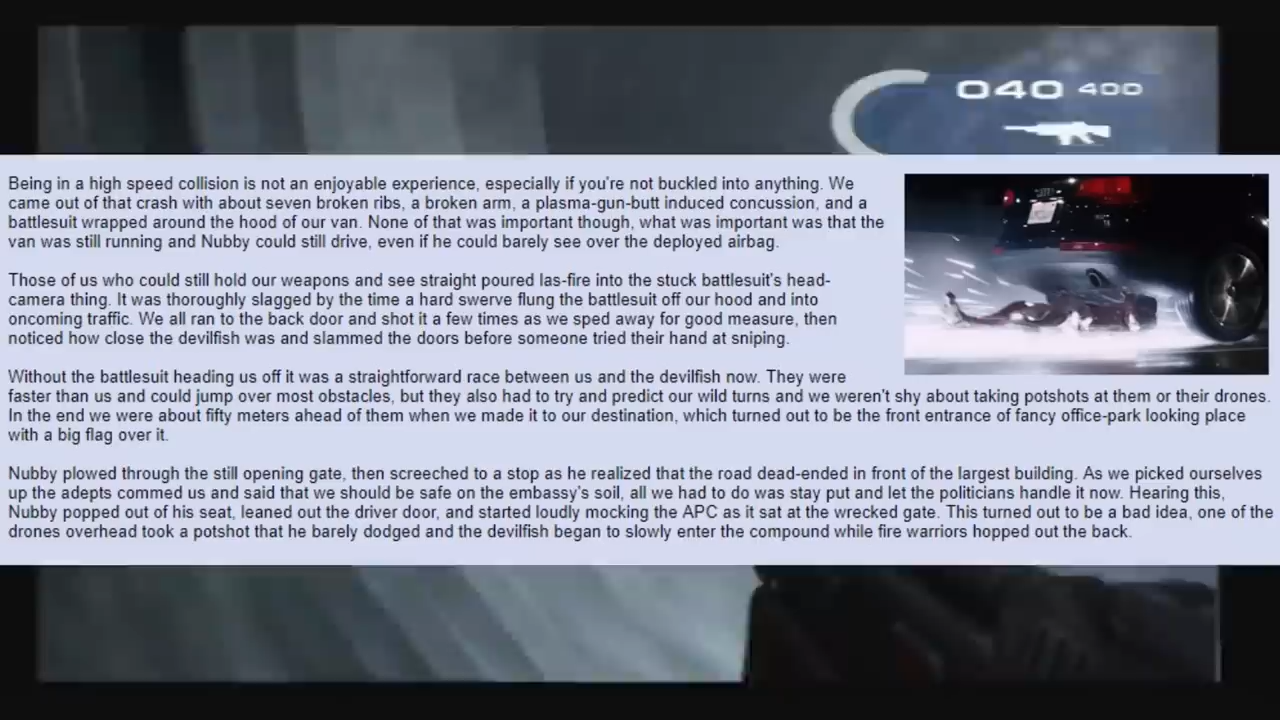 040 400
Being in a high speed collision is not an enjoyable experience, especially if you're not buckled into anything. We
came out of that crash with about seven broken ribs, a broken arm, a plasma-gun-butt induced concussion, and a
battlesuit wrapped around the hood of our van. None of that was important though, what was important was that the
van was still running and Nubby could still drive, even if he could barely see over the deployed airbag.
Those of us who could still hold our weapons and see straight poured las-fire into the stuck battlesuit's head-
camera thing. It was thoroughly slagged by the time a hard swerve flung the battlesuit off our hood and into
oncoming traffic. We all ran to the back door and shot it a few times as we sped away for good measure, then
noticed how close the devilfish was and slammed the doors before someone tried their hand at sniping.
Without the battlesuit heading us off it was a straightforward race between us and the devilfish now. They were
faster than us and could jump over most obstacles, but they also had to try and predict our wild turns and we weren't shy about taking potshots at them or their drones.
In the end we were about fifty meters ahead of them when we made it to our destination, which turned out to be the front entrance of fancy office-park looking place
with a big flag over it.
Nubby plowed through the still opening gate, then screeched to a stop as he realized that the road dead-ended in front of the largest building. As we picked ourselves
up the adepts commed us and said that we should be safe on the embassy's soil, all we had to do was stay put and let the politicians handle it now. Hearing this,
Nubby popped out of his seat, leaned out the driver door, and started loudly mocking the APC as it sat at the wrecked gate. This turned out to be a bad idea, one of the
drones overhead took a potshot that he barely dodged and the devilfish began to slowly enter the compound while fire warriors hopped out the back.